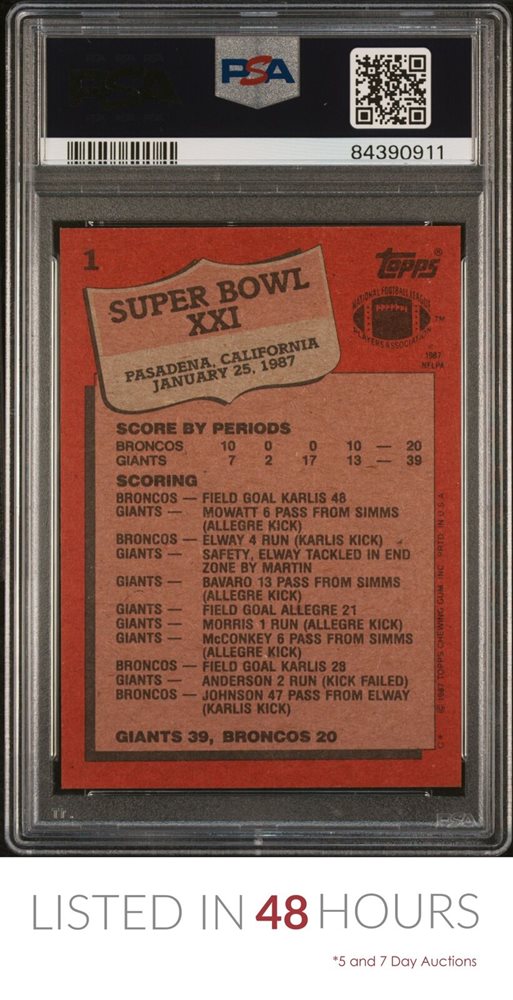 PSA
PSA
84390911
1
topps®
SUPER BOWL
XXI
PASADENA, CALIFORNIA
JANUARY 25, 1987
NATIONAL FOOTBALL LEAGUE
PLAYERS ASSOCIATION
™
© 1987
NFLPA
SCORE BY PERIODS
BRONCOS 10 0 0 10 — 20
GIANTS 7 2 17 13 — 39
SCORING
BRONCOS — FIELD GOAL KARLIS 48
GIANTS — MOWATT 6 PASS FROM SIMMS
(ALLEGRE KICK)
BRONCOS — ELWAY 4 RUN (KARLIS KICK)
GIANTS — SAFETY, ELWAY TACKLED IN END
ZONE BY MARTIN
GIANTS — BAVARO 13 PASS FROM SIMMS
(ALLEGRE KICK)
GIANTS — FIELD GOAL ALLEGRE 21
GIANTS — MORRIS 1 RUN (ALLEGRE KICK)
GIANTS — McCONKEY 6 PASS FROM SIMMS
(ALLEGRE KICK)
BRONCOS — FIELD GOAL KARLIS 28
GIANTS — ANDERSON 2 RUN (KICK FAILED)
BRONCOS — JOHNSON 47 PASS FROM ELWAY
(KARLIS KICK)
GIANTS 39, BRONCOS 20
© 1987 TOPPS CHEWING GUM, INC. PRTD. IN U.S.A.
PSA
LISTED IN 48 HOURS
*5 and 7 Day Auctions